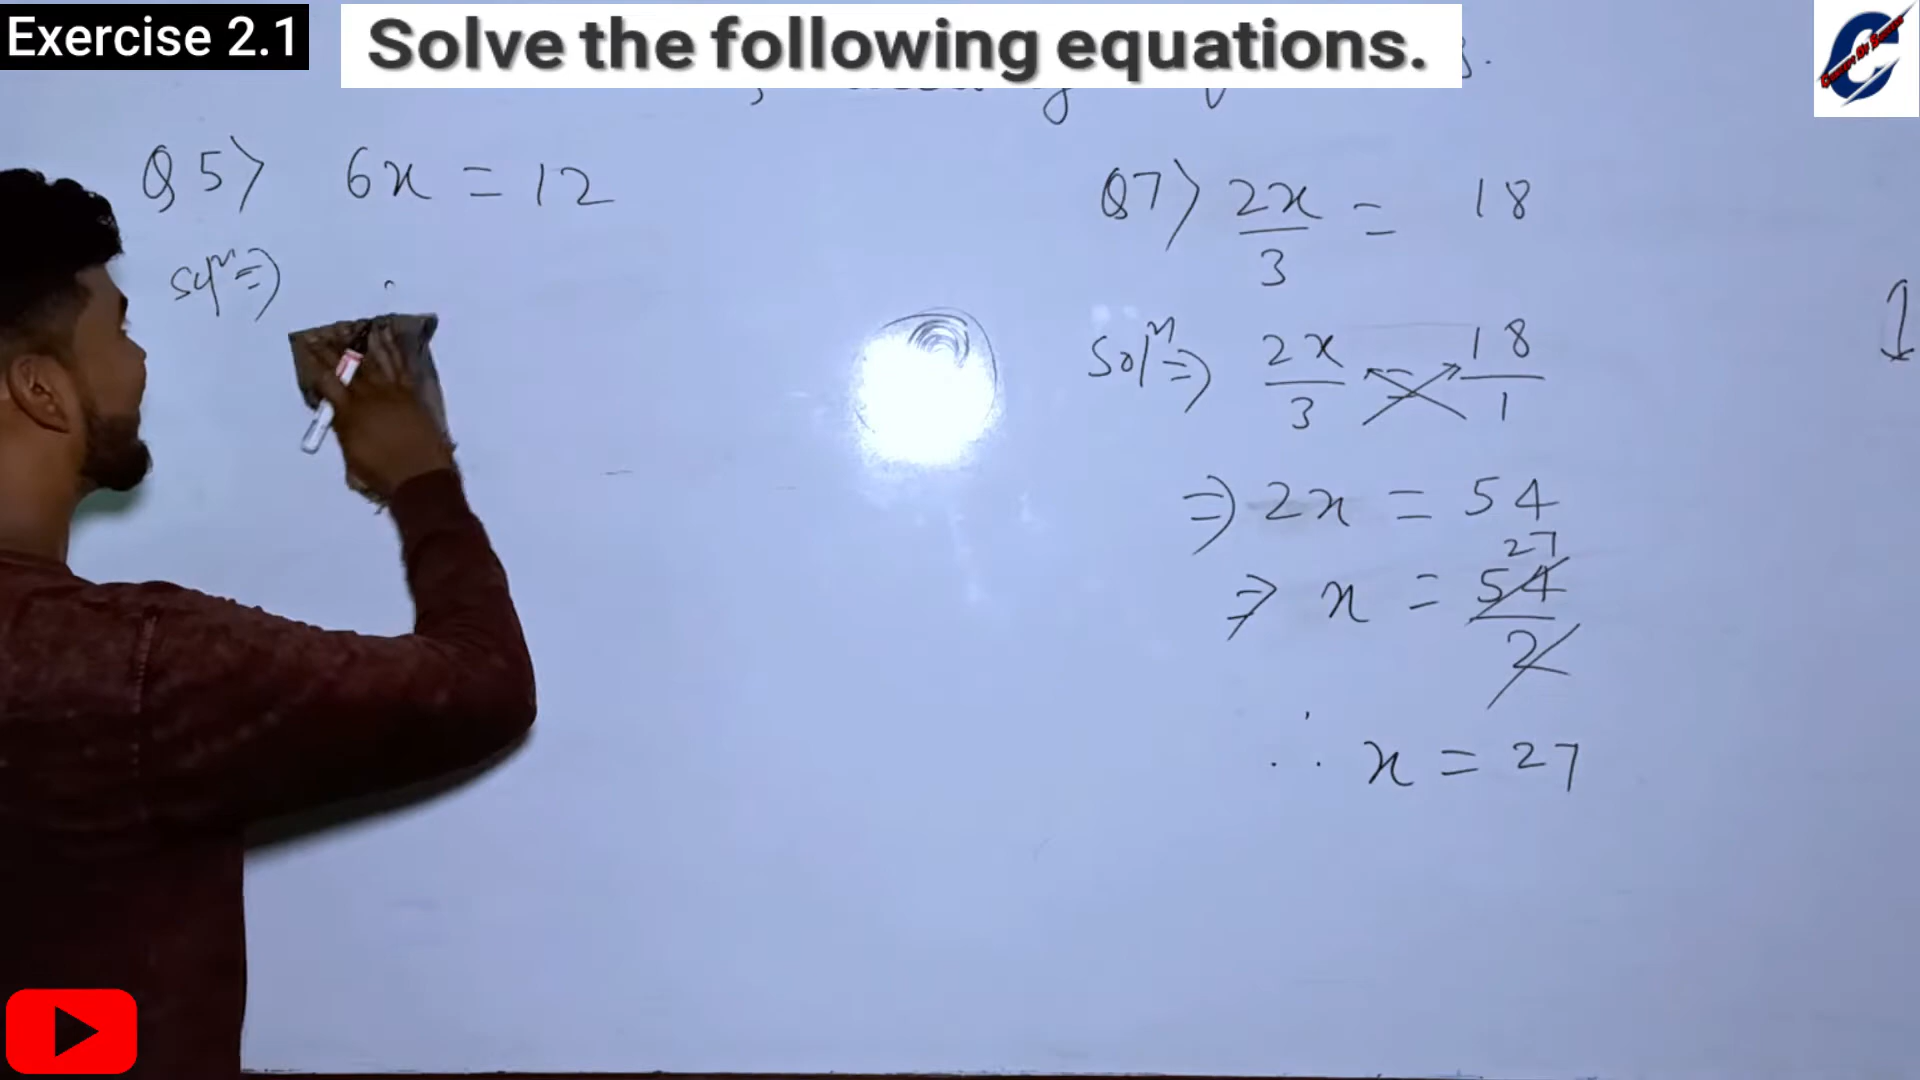 Exercise 2.1
Solve the following equations.
Q5> 6x = 12
Solⁿ ⇒
Q7> 2x/3 = 18
Solⁿ ⇒ 2x/3 = 18/1
⇒ 2x = 54
27
⇒ x = 54/2
∴ x = 27